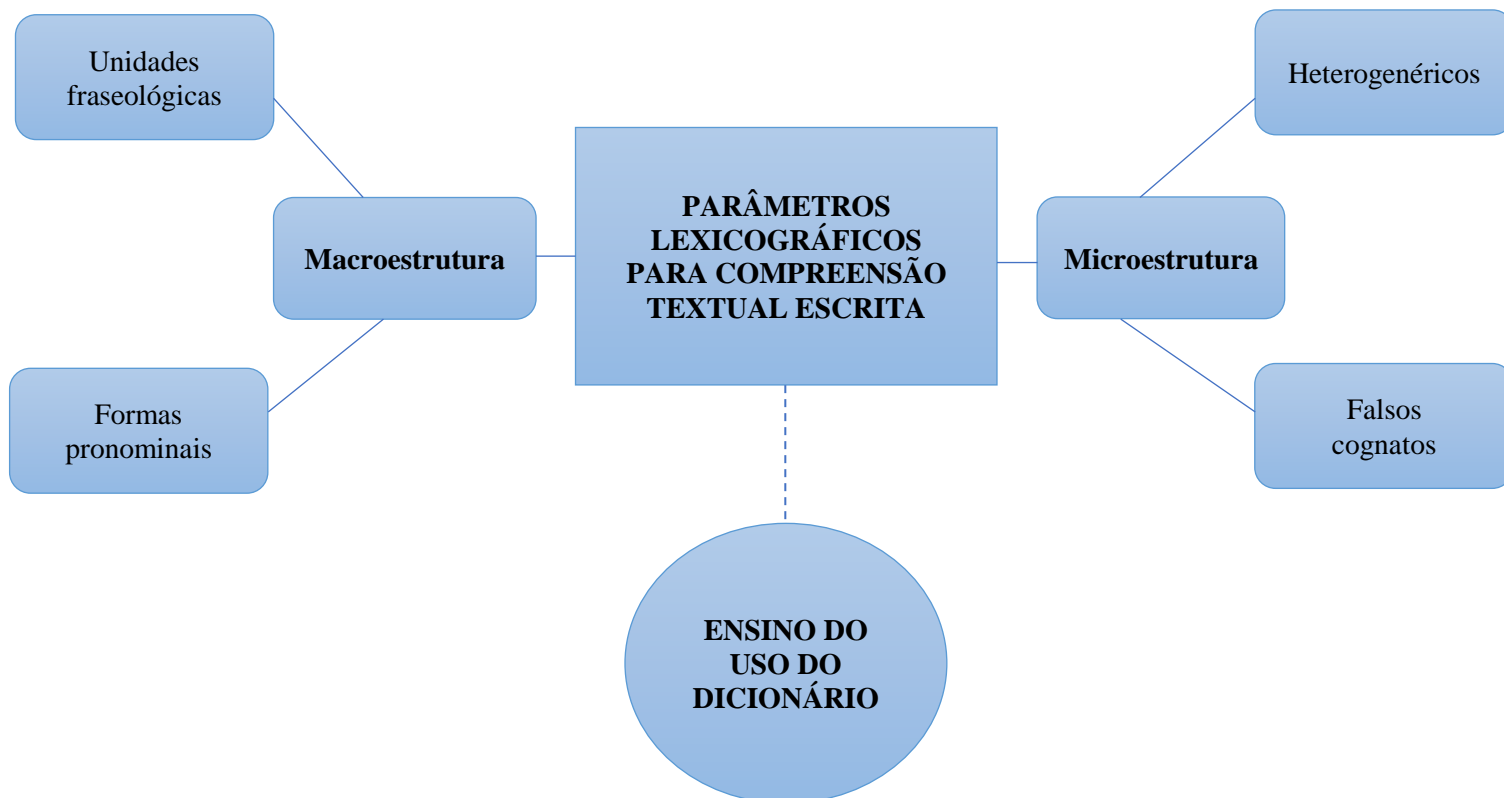 Unidades
fraseológicas
Heterogenéricos
PARÂMETROS
LEXICOGRÁFICOS
PARA COMPREENSÃO
TEXTUAL ESCRITA
Macroestrutura
Microestrutura
Formas
pronominais
Falsos
cognatos
ENSINO DO
USO DO
DICIONÁRIO